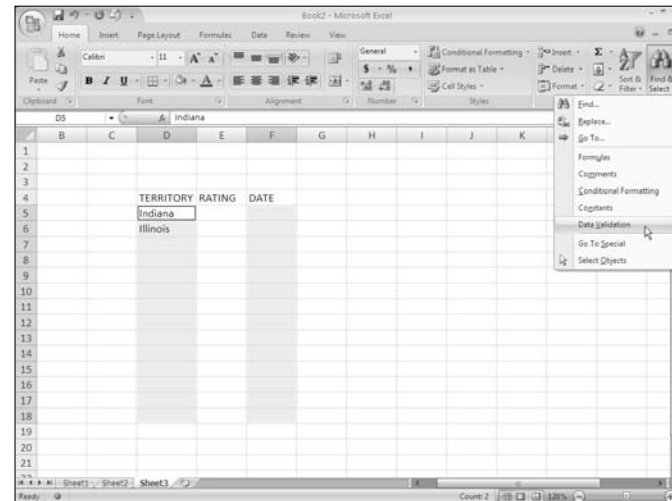 Book2 - Microsoft Excel
Home Insert Page Layout Formulas Data Review View
Paste
Clipboard
Calibri 11 A A
B I U A
Font
Alignment
General
$ % ,
Number
Conditional Formatting
Format as Table
Cell Styles
Styles
Insert
Delete
Format
Σ
Sort & Filter
Find & Select
D5 fx Indiana
B C D E F G H I J K
1
2
3
4 TERRITORY RATING DATE
5 Indiana
6 Illinois
7
8
9
10
11
12
13
14
15
16
17
18
19
20
21
Find...
Replace...
Go To...
Formulas
Comments
Conditional Formatting
Constants
Data Validation
Go To Special
Select Objects
Sheet1 Sheet2 Sheet3
Ready Count: 2 120%